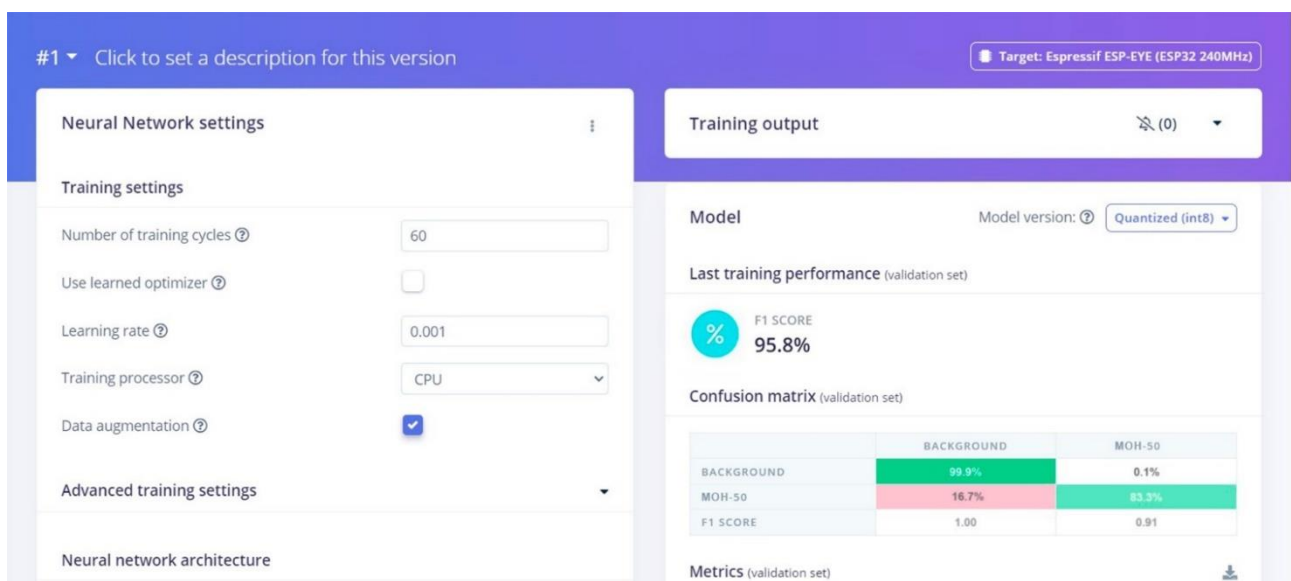 #1 Click to set a description for this version
Target: Espressif ESP-EYE (ESP32 240MHz)
Neural Network settings
Training settings
Number of training cycles ?
60
Use learned optimizer ?
Learning rate ?
0.001
Training processor ?
CPU
Data augmentation ?
Advanced training settings
Neural network architecture
Training output
(0)
Model
Model version: ?
Quantized (int8)
Last training performance (validation set)
%
F1 SCORE
95.8%
Confusion matrix (validation set)
BACKGROUND MOH-50
BACKGROUND 99.9% 0.1%
MOH-50 16.7% 83.3%
F1 SCORE 1.00 0.91
Metrics (validation set)